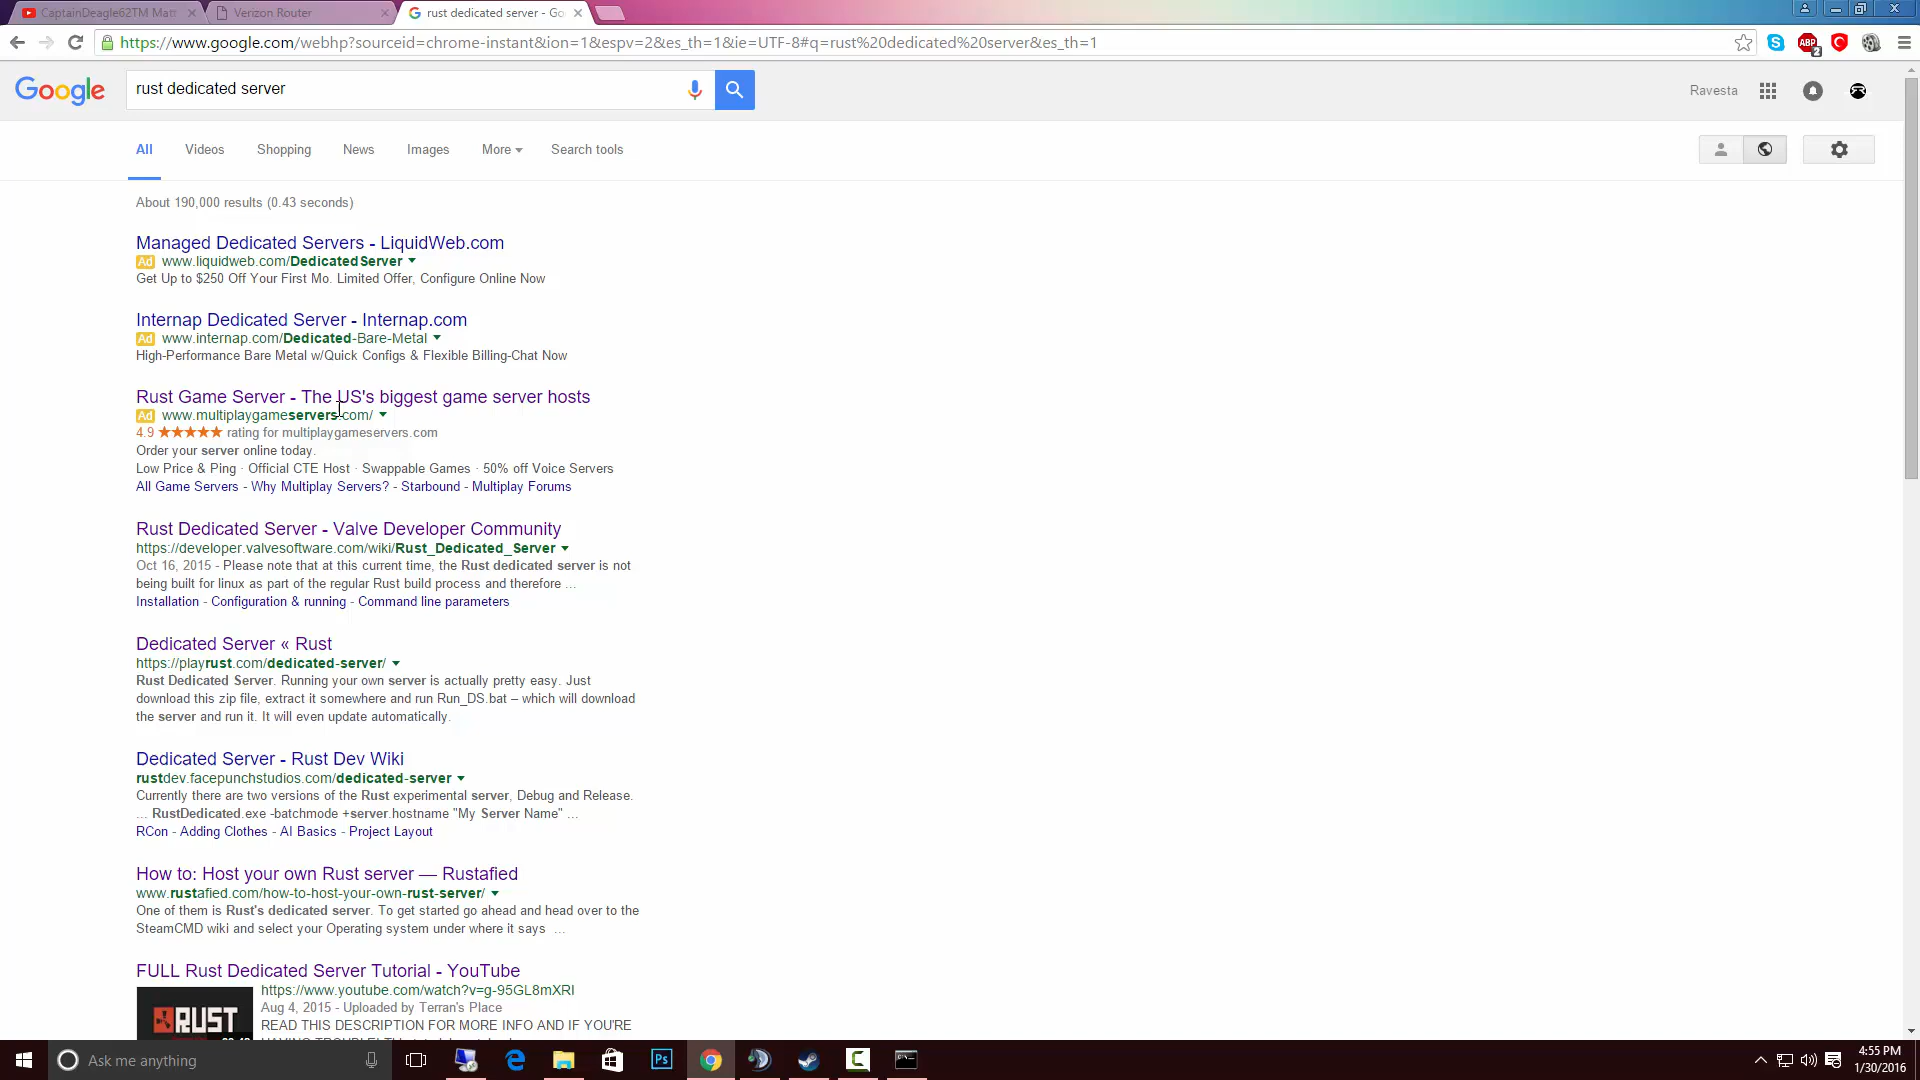 CaptainDeagle62TM Matt
Verizon Router
rust dedicated server - Go
https://www.google.com/webhp?sourceid=chrome-instant&ion=1&espv=2&es_th=1&ie=UTF-8#q=rust%20dedicated%20server&es_th=1
ABP
2
Google
rust dedicated server
Ravesta
All
Videos
Shopping
News
Images
More
Search tools
About 190,000 results (0.43 seconds)
Managed Dedicated Servers - LiquidWeb.com
Ad www.liquidweb.com/DedicatedServer
Get Up to $250 Off Your First Mo. Limited Offer, Configure Online Now
Internap Dedicated Server - Internap.com
Ad www.internap.com/Dedicated-Bare-Metal
High-Performance Bare Metal w/Quick Configs & Flexible Billing-Chat Now
Rust Game Server - The US's biggest game server hosts
Ad www.multiplaygameservers.com/
4.9 ★★★★★ rating for multiplaygameservers.com
Order your server online today.
Low Price & Ping · Official CTE Host · Swappable Games · 50% off Voice Servers
All Game Servers - Why Multiplay Servers? - Starbound - Multiplay Forums
Rust Dedicated Server - Valve Developer Community
https://developer.valvesoftware.com/wiki/Rust_Dedicated_Server
Oct 16, 2015 - Please note that at this current time, the Rust dedicated server is not
being built for linux as part of the regular Rust build process and therefore ...
Installation - Configuration & running - Command line parameters
Dedicated Server « Rust
https://playrust.com/dedicated-server/
Rust Dedicated Server. Running your own server is actually pretty easy. Just
download this zip file, extract it somewhere and run Run_DS.bat – which will download
the server and run it. It will even update automatically.
Dedicated Server - Rust Dev Wiki
rustdev.facepunchstudios.com/dedicated-server
Currently there are two versions of the Rust experimental server, Debug and Release.
... RustDedicated.exe -batchmode +server.hostname "My Server Name" ...
RCon - Adding Clothes - AI Basics - Project Layout
How to: Host your own Rust server — Rustafied
www.rustafied.com/how-to-host-your-own-rust-server/
One of them is Rust's dedicated server. To get started go ahead and head over to the
SteamCMD wiki and select your Operating system under where it says ...
FULL Rust Dedicated Server Tutorial - YouTube
https://www.youtube.com/watch?v=g-95GL8mXRI
Aug 4, 2015 - Uploaded by Terran's Place
RUST
READ THIS DESCRIPTION FOR MORE INFO AND IF YOU'RE
Ask me anything
Ps
4:55 PM
1/30/2016